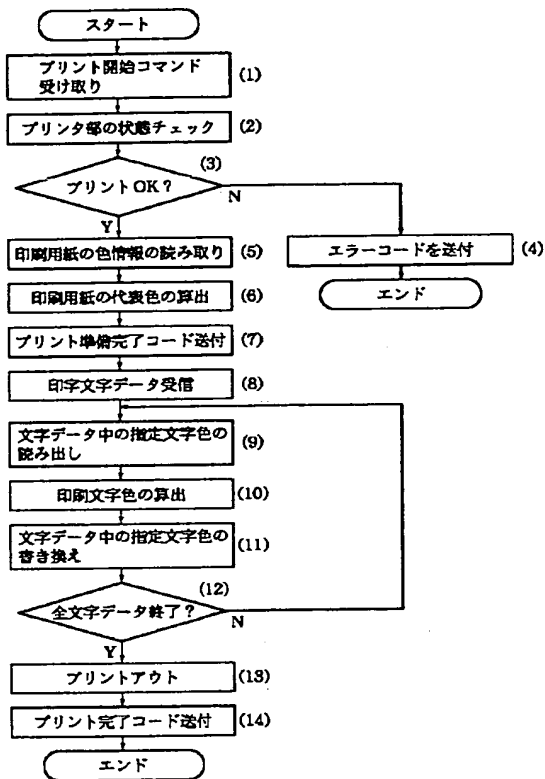 スタート
プリント開始コマンド
受け取り
(1)
プリンタ部の状態チェック
(2)
(3)
プリントOK?
N
Y
エラーコードを送付
(4)
エンド
印刷用紙の色情報の読み取り
(5)
印刷用紙の代表色の算出
(6)
プリント準備完了コード送付
(7)
印字文字データ受信
(8)
文字データ中の指定文字色の
読み出し
(9)
印刷文字色の算出
(10)
文字データ中の指定文字色の
書き換え
(11)
(12)
全文字データ終了?
N
Y
プリントアウト
(13)
プリント完了コード送付
(14)
エンド